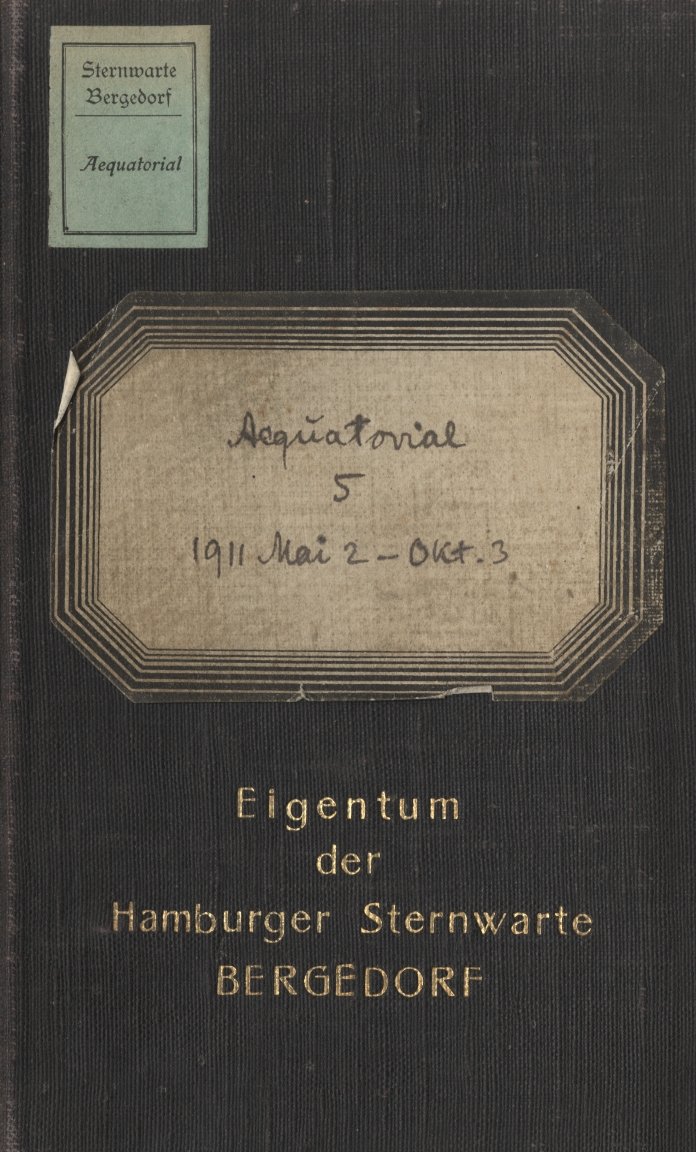 Sternwarte
Bergedorf
Aequatorial
Aequatorial
5
1911 Mai 2 – Okt. 3
Eigentum
der
Hamburger Sternwarte
BERGEDORF